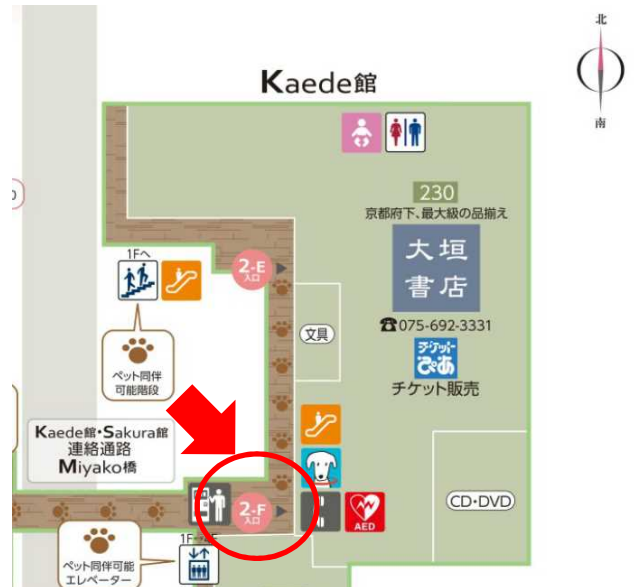 北
南
Kaede館
230
京都府下、最大級の品揃え
大垣
書店
☎075-692-3331
チケット
ぴあ
チケット販売
1Fへ
2-E
入口
文具
ペット同伴
可能階段
Kaede館・Sakura館
連絡通路
Miyako橋
2-F
入口
AED
CD・DVD
ペット同伴可能
エレベーター